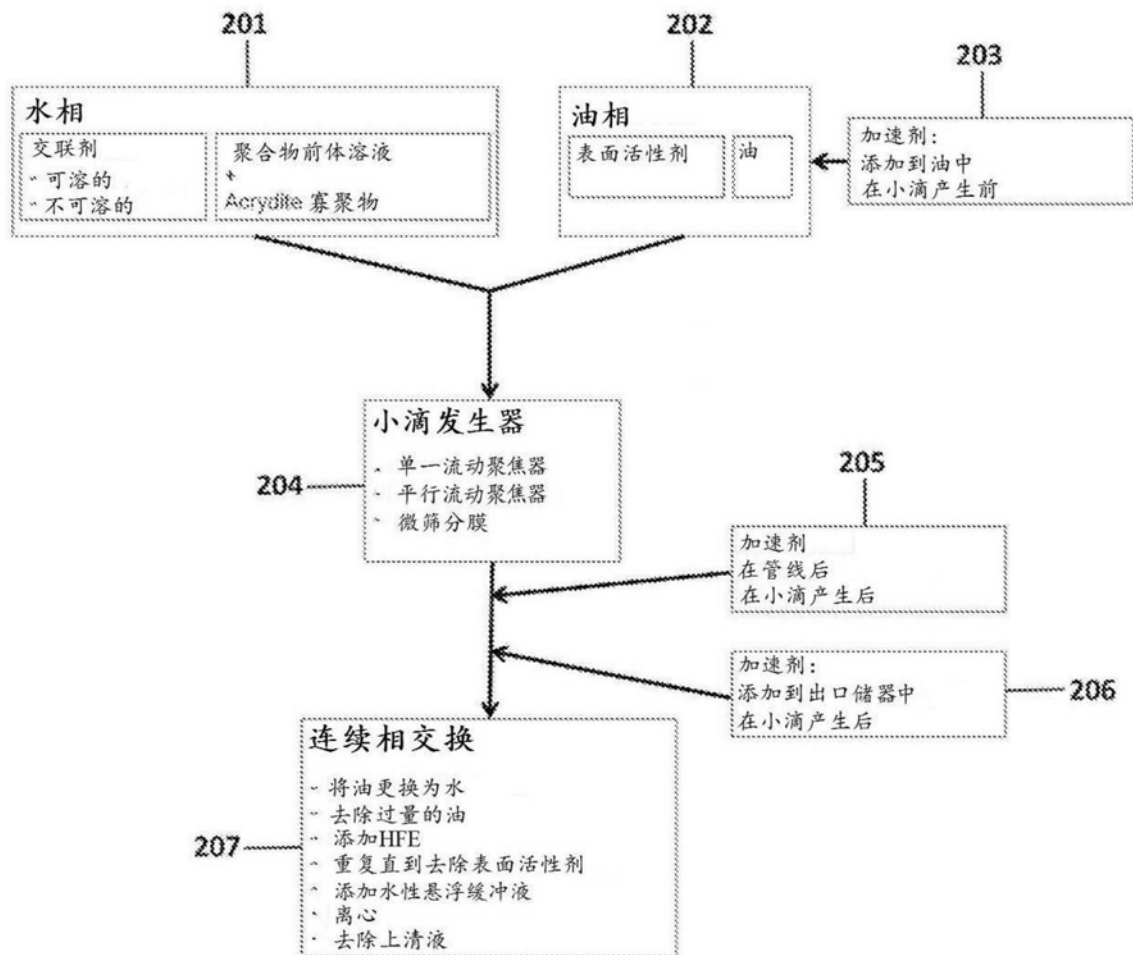 201
202
203
水相
交联剂
- 可溶的
- 不可溶的
聚合物前体溶液
+
Acrydite 寡聚物
油相
表面活性剂
油
加速剂:
添加到油中
在小滴产生前
204
小滴发生器
- 单一流动聚焦器
- 平行流动聚焦器
- 微筛分膜
205
加速剂
在管线后
在小滴产生后
加速剂:
添加到出口储器中
在小滴产生后
206
207
连续相交换
- 将油更换为水
- 去除过量的油
- 添加HFE
- 重复直到去除表面活性剂
- 添加水性悬浮缓冲液
- 离心
- 去除上清液